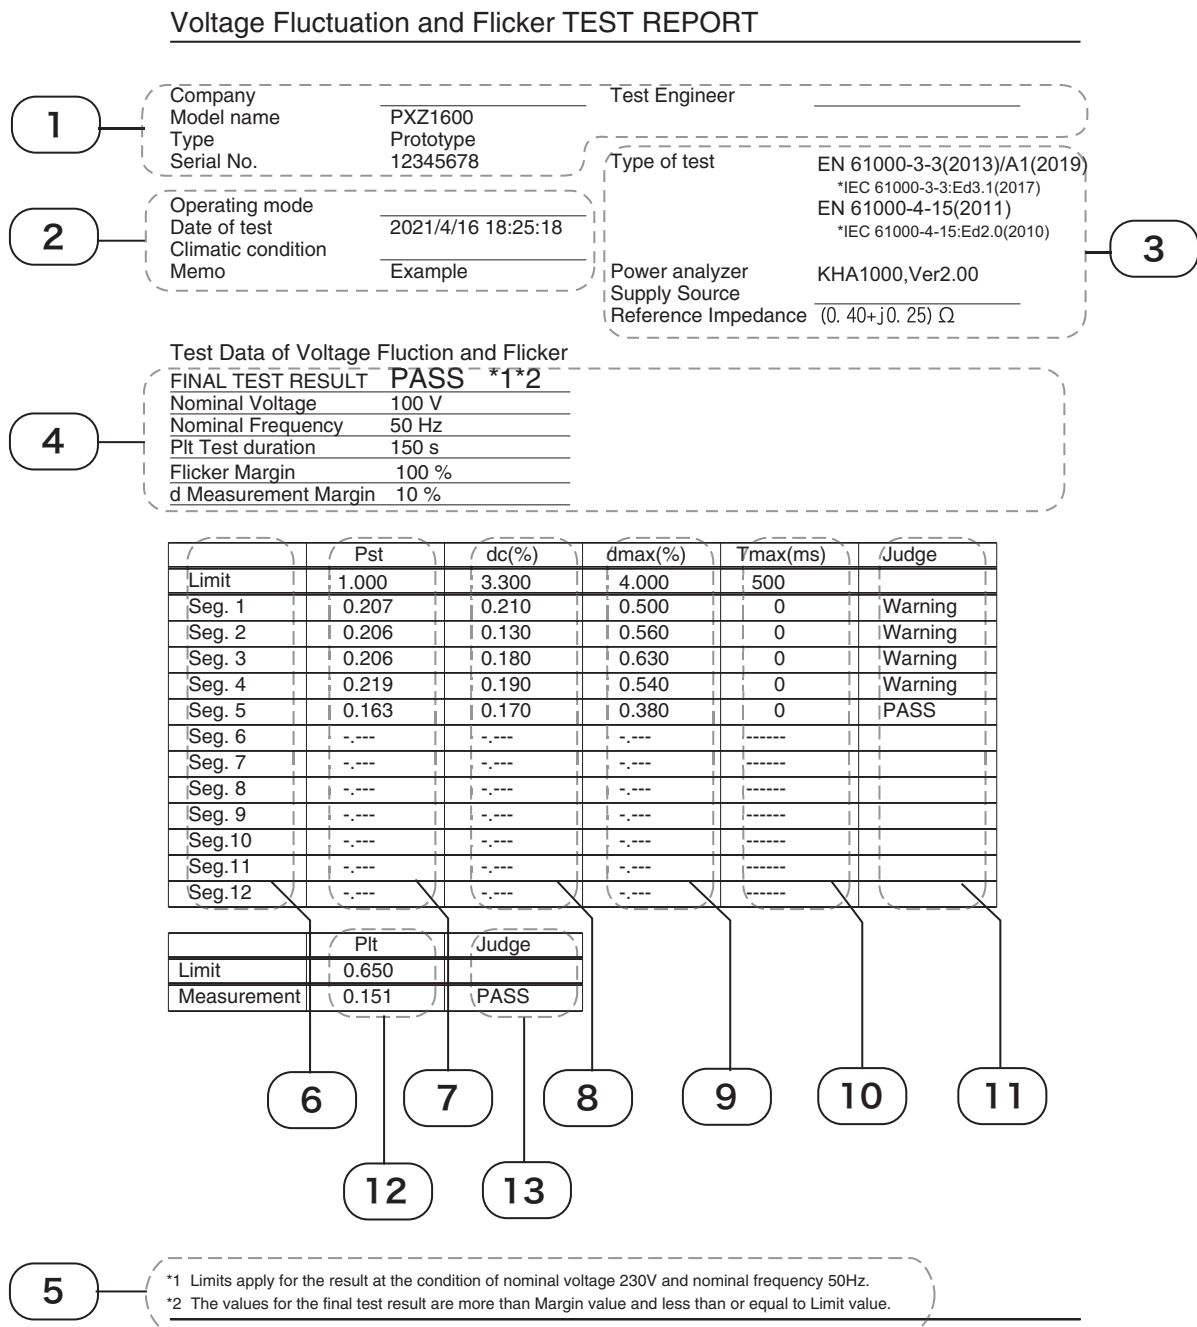 Voltage Fluctuation and Flicker TEST REPORT
1
Company
Test Engineer
Model name PXZ1600
Type Prototype
Serial No. 12345678
2
Operating mode
Date of test 2021/4/16 18:25:18
Climatic condition
Memo Example
3
Type of test EN 61000-3-3(2013)/A1(2019)
*IEC 61000-3-3:Ed3.1(2017)
EN 61000-4-15(2011)
*IEC 61000-4-15:Ed2.0(2010)
Power analyzer KHA1000,Ver2.00
Supply Source
Reference Impedance (0.40+j0.25) Ω
Test Data of Voltage Fluction and Flicker
4
FINAL TEST RESULT PASS *1*2
Nominal Voltage 100 V
Nominal Frequency 50 Hz
Plt Test duration 150 s
Flicker Margin 100 %
d Measurement Margin 10 %
Pst dc(%) dmax(%) Tmax(ms) Judge
Limit 1.000 3.300 4.000 500
Seg. 1 0.207 0.210 0.500 0 Warning
Seg. 2 0.206 0.130 0.560 0 Warning
Seg. 3 0.206 0.180 0.630 0 Warning
Seg. 4 0.219 0.190 0.540 0 Warning
Seg. 5 0.163 0.170 0.380 0 PASS
Seg. 6 -.--- -.--- -.--- ------
Seg. 7 -.--- -.--- -.--- ------
Seg. 8 -.--- -.--- -.--- ------
Seg. 9 -.--- -.--- -.--- ------
Seg.10 -.--- -.--- -.--- ------
Seg.11 -.--- -.--- -.--- ------
Seg.12 -.--- -.--- -.--- ------
Plt Judge
Limit 0.650
Measurement 0.151 PASS
6 7 8 9 10 11
12 13
5
*1 Limits apply for the result at the condition of nominal voltage 230V and nominal frequency 50Hz.
*2 The values for the final test result are more than Margin value and less than or equal to Limit value.